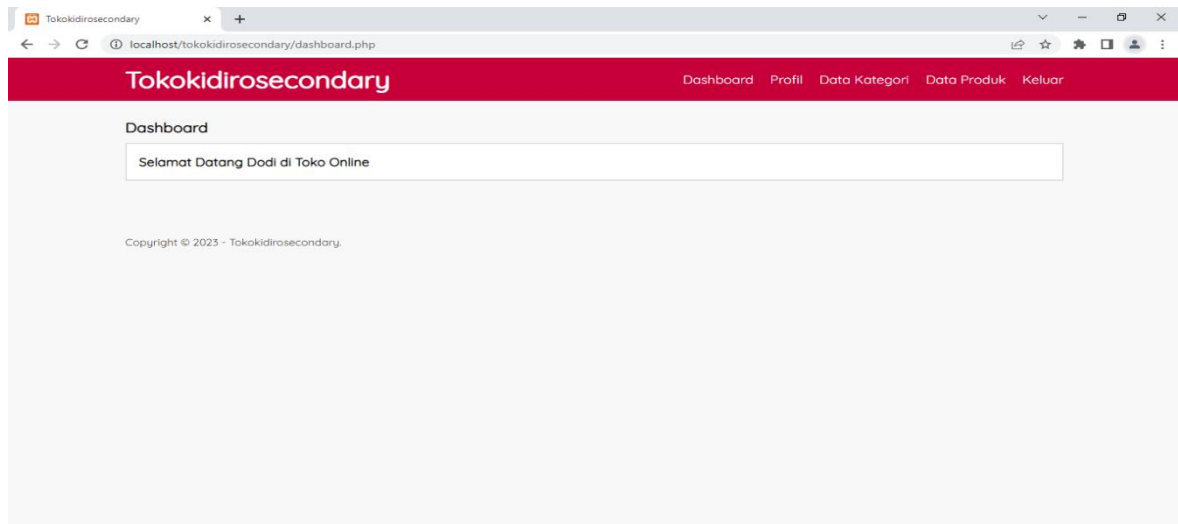 Tokokidirosecondary
localhost/tokokidirosecondary/dashboard.php
Tokokidirosecondary
Dashboard Profil Data Kategori Data Produk Keluar
Dashboard
Selamat Datang Dodi di Toko Online
Copyright © 2023 - Tokokidirosecondary.